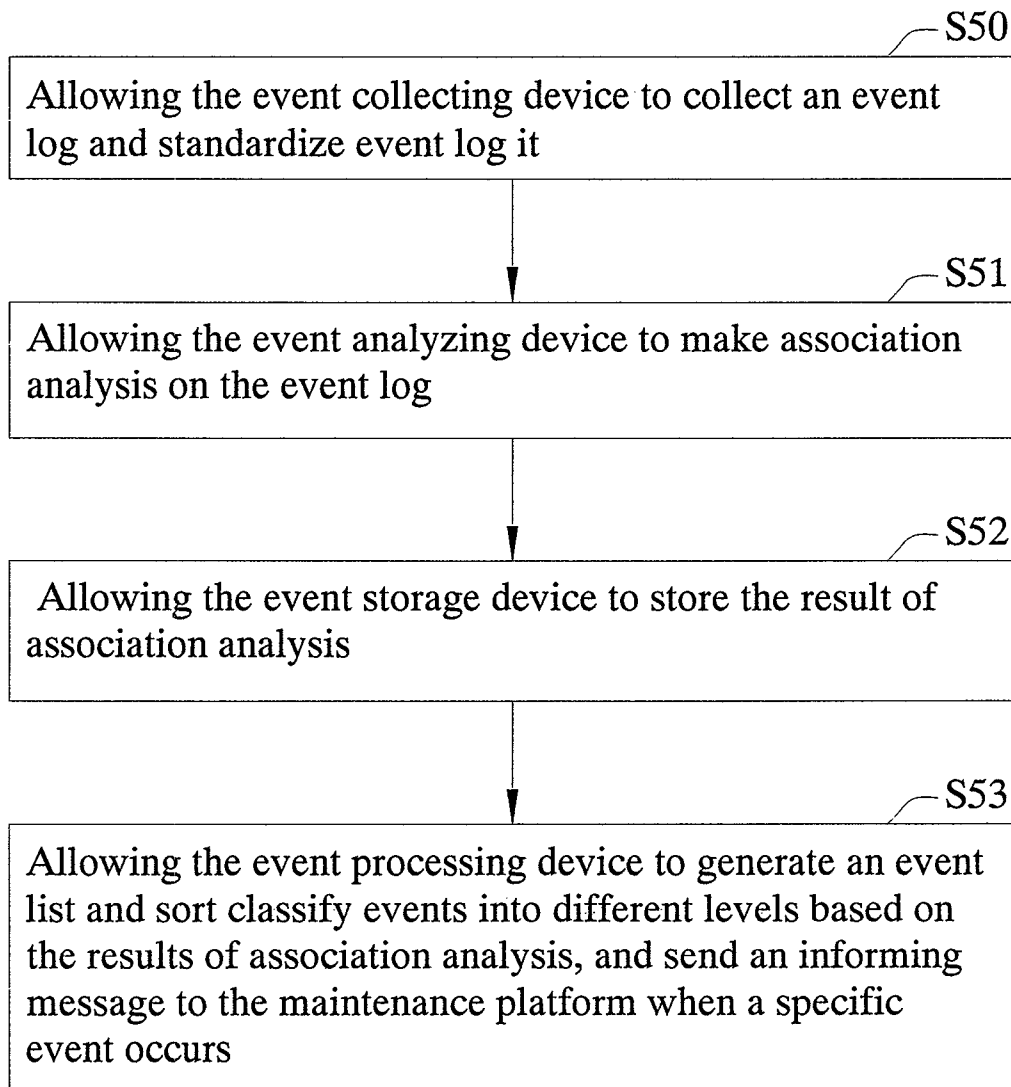 S50
Allowing the event collecting device to collect an event
log and standardize event log it
S51
Allowing the event analyzing device to make association
analysis on the event log
S52
Allowing the event storage device to store the result of
association analysis
S53
Allowing the event processing device to generate an event
list and sort classify events into different levels based on
the results of association analysis, and send an informing
message to the maintenance platform when a specific
event occurs